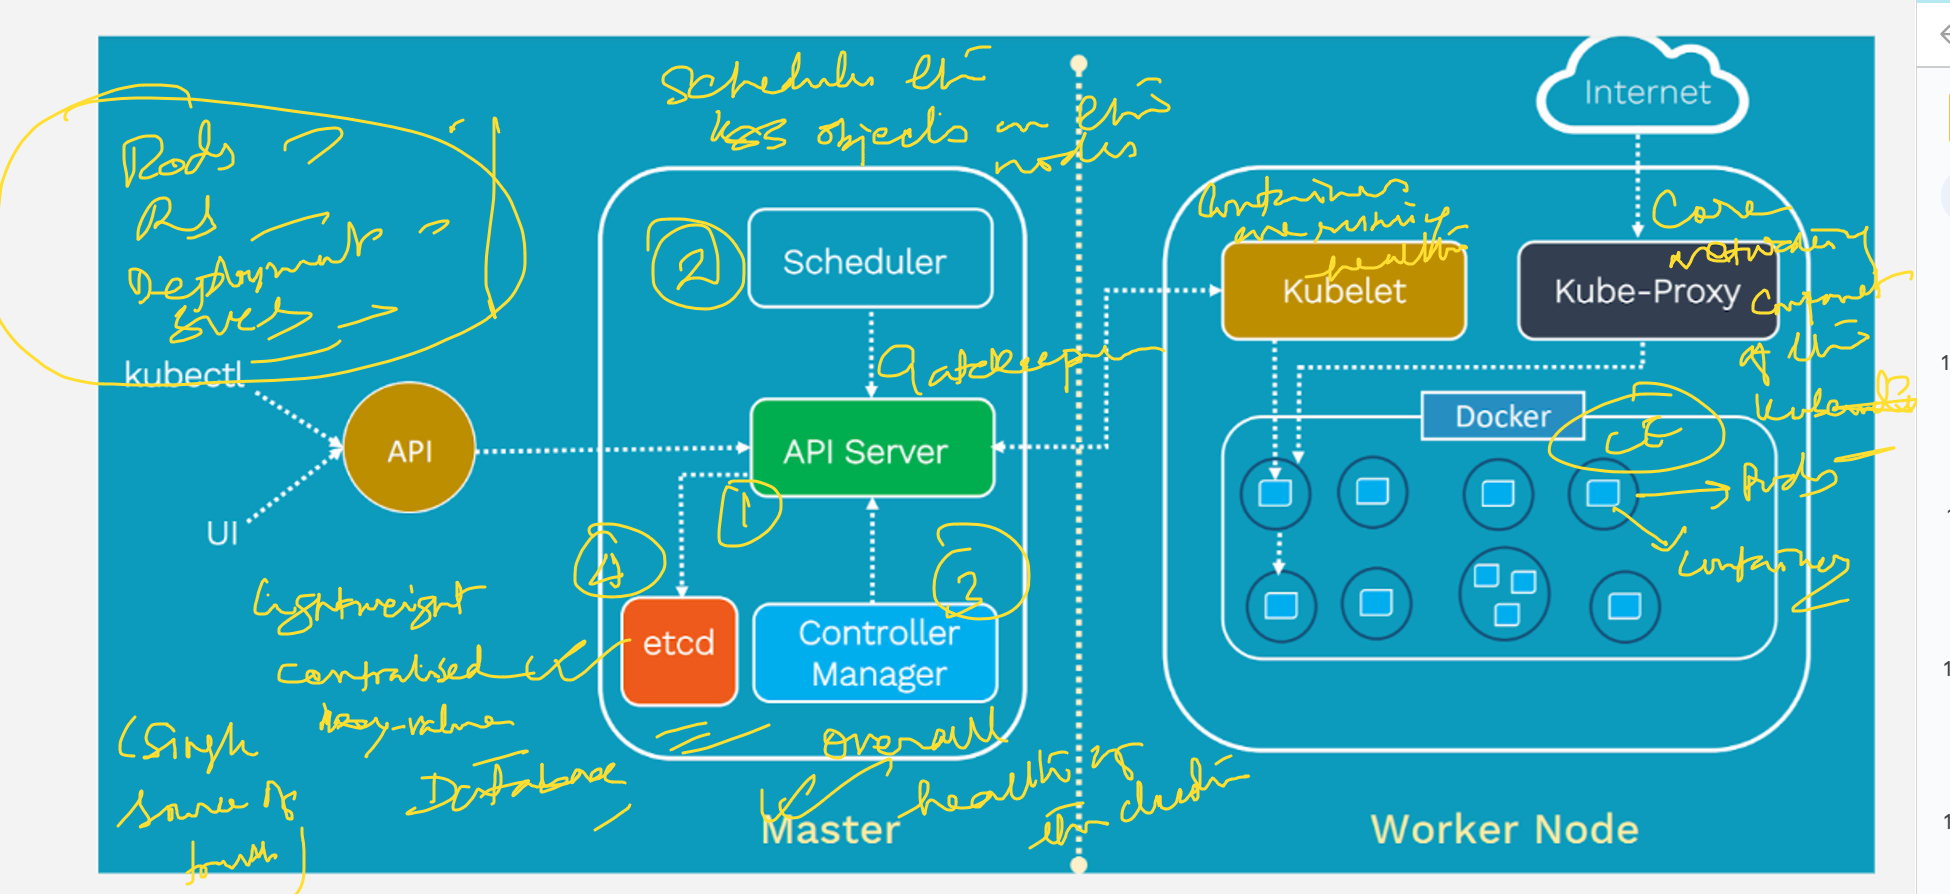 Schedules the
K8S objects on the
nodes
Pods
RS
Deployment
svcs
kubectl
API
UI
Scheduler
2
Gatekeeper
API Server
1
4
3
etcd
Controller
Manager
Lightweight
centralised
key-value
Database
(Single
source of
truth
overall
health of
the cluster
Master
Internet
Containers
are running
healthy
Kubelet
Core
networking
component
of the
Kubernetes
Kube-Proxy
Docker
CE
Pods
Container
Worker Node